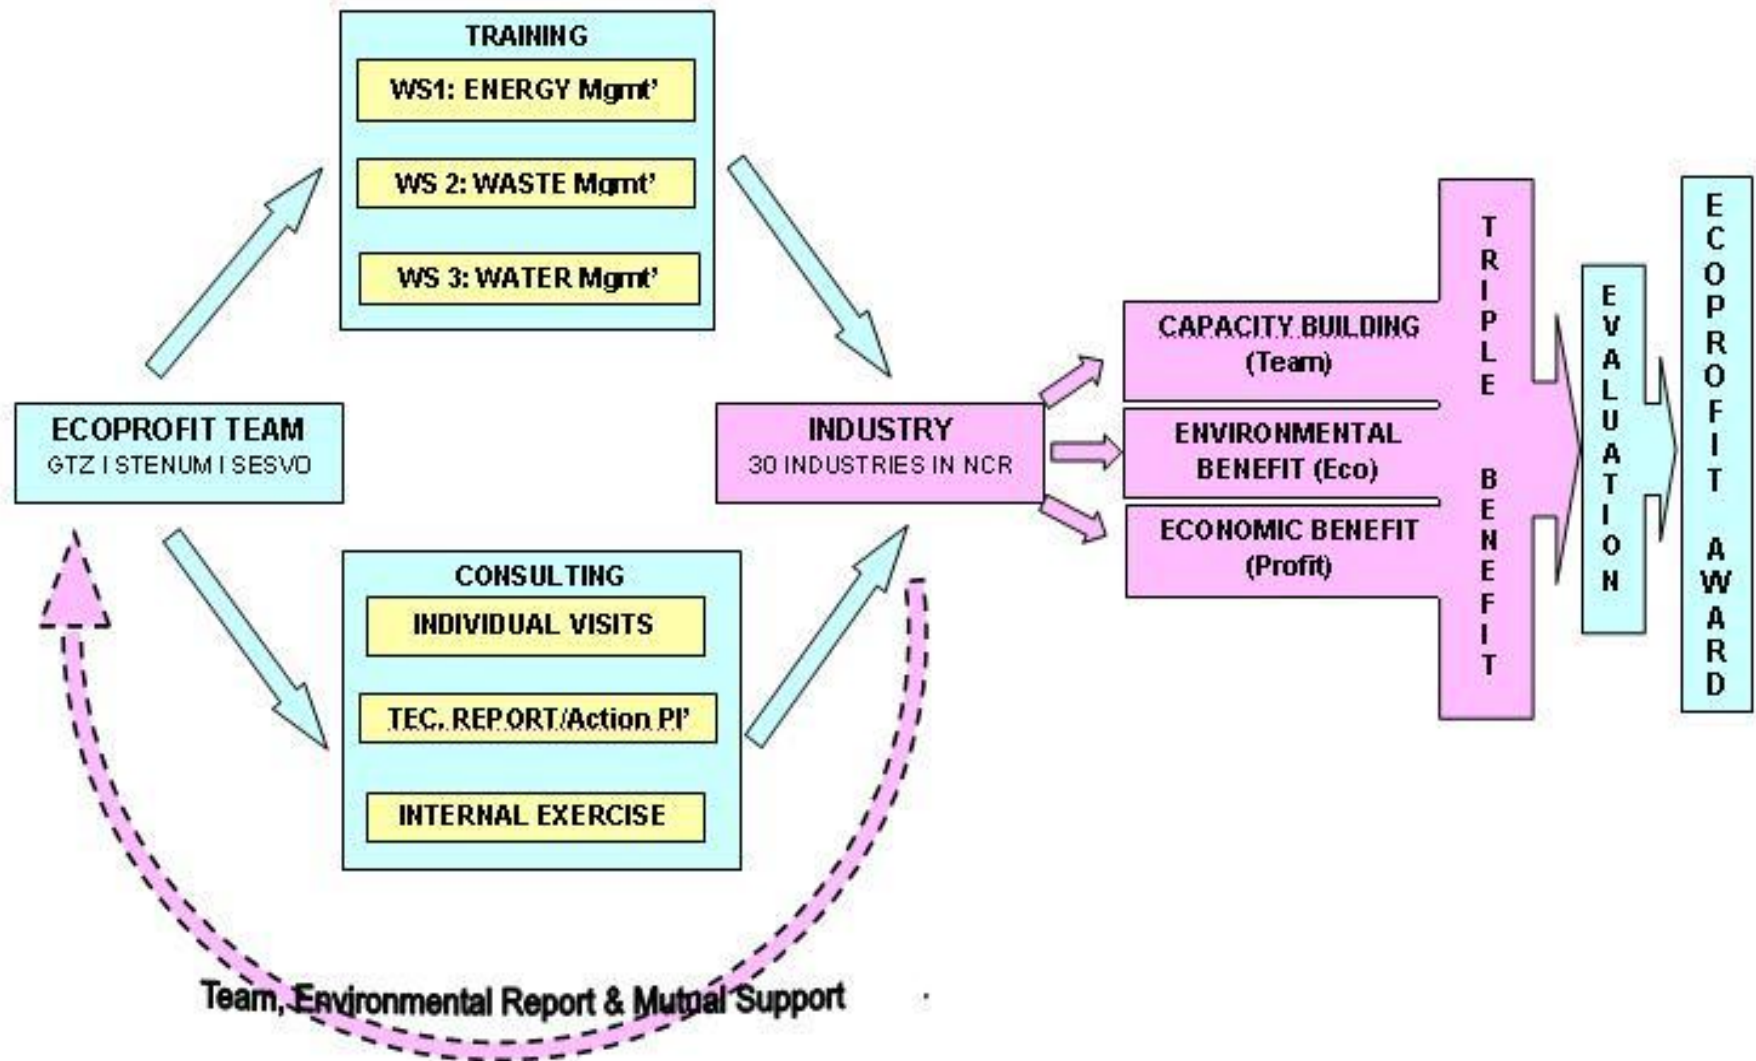 TRAINING
WS1: ENERGY Mgmt'
WS 2: WASTE Mgmt'
WS 3: WATER Mgmt'
ECOPROFIT TEAM
GTZ I STENUM I SESVO
INDUSTRY
30 INDUSTRIES IN NCR
CONSULTING
INDIVIDUAL VISITS
TEC. REPORT/Action Pl'
INTERNAL EXERCISE
Team, Environmental Report & Mutual Support
CAPACITY BUILDING
(Team)
ENVIRONMENTAL
BENEFIT (Eco)
ECONOMIC BENEFIT
(Profit)
TRIPLE BENEFIT
EVALUATION
ECOPROFIT AWARD